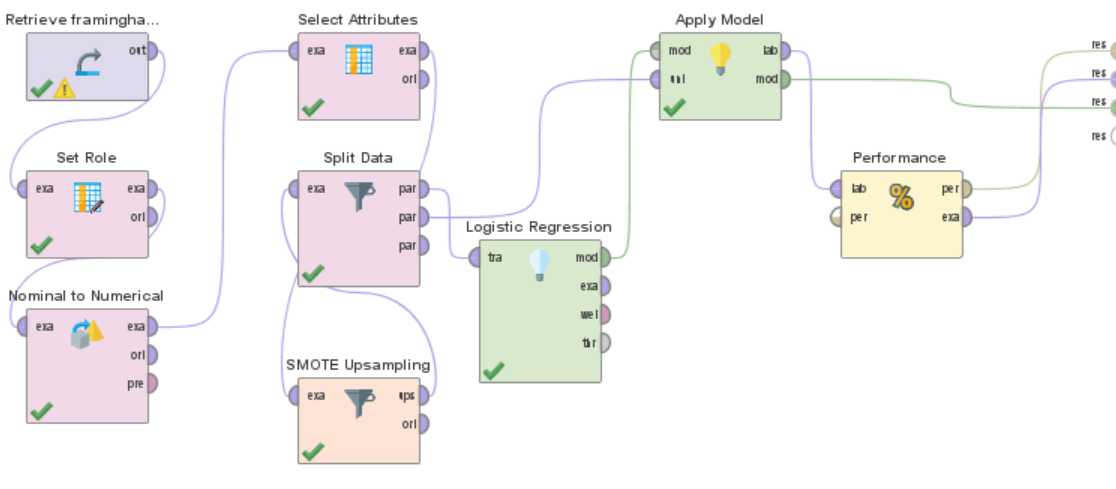 Retrieve framingha...
out
Set Role
exa
exa
ori
Nominal to Numerical
exa
exa
ori
pre
Select Attributes
exa
exa
ori
Split Data
exa
par
par
par
SMOTE Upsampling
exa
ups
ori
Logistic Regression
tra
mod
exa
wei
thr
Apply Model
mod
lab
unl
mod
Performance
%
lab
per
per
exa
res
res
res
res